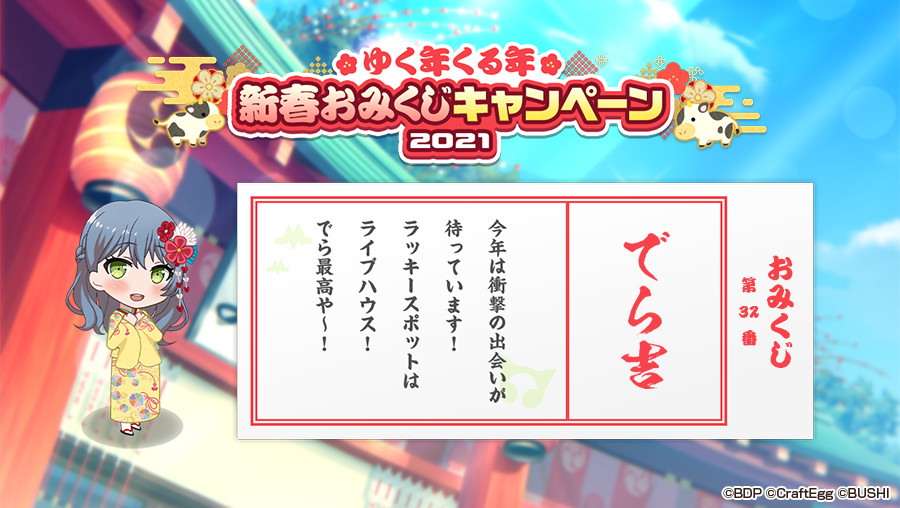 ゆく年くる年
新春おみくじキャンペーン
2021
おみくじ
第32番
でら吉
今年は衝撃の出会いが
待っています！
ラッキースポットは
ライブハウス！
でら最高や～！
©BDP ©CraftEgg ©BUSHI